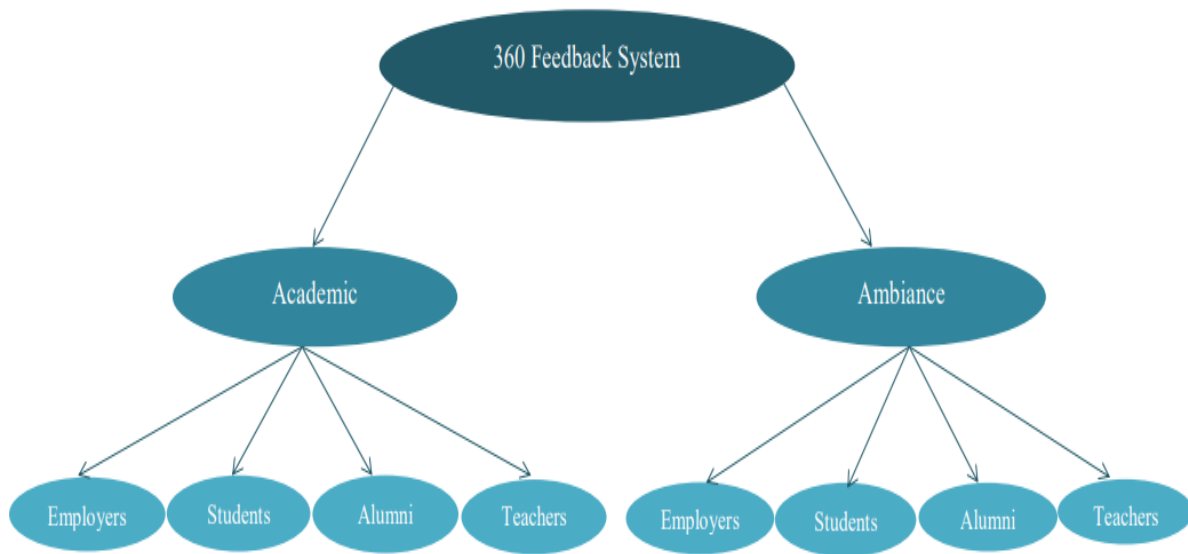 360 Feedback System
Academic
Ambiance
Employers
Students
Alumni
Teachers
Employers
Students
Alumni
Teachers